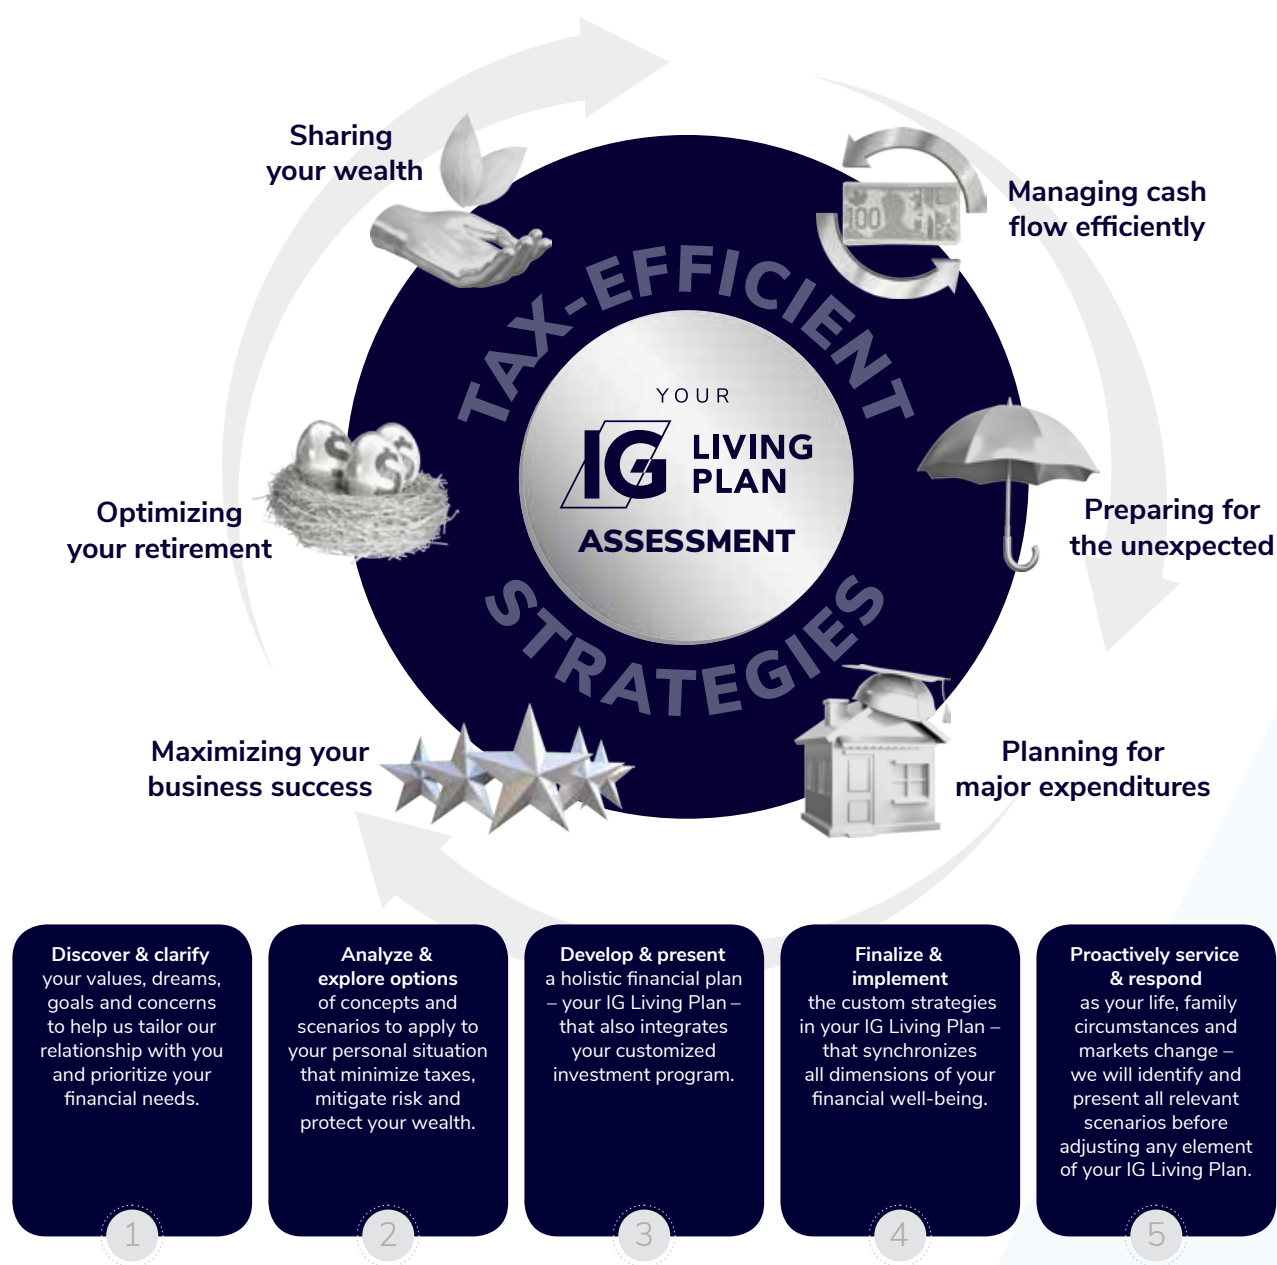 Sharing
your wealth
Managing cash
flow efficiently
100
TAX-EFFICIENT
YOUR
IG LIVING
PLAN
ASSESSMENT
$
$
$
Optimizing
your retirement
Preparing for
the unexpected
STRATEGIES
Maximizing your
business success
Planning for
major expenditures
Discover & clarify
your values, dreams,
goals and concerns
to help us tailor our
relationship with you
and prioritize your
financial needs.
1
Analyze &
explore options
of concepts and
scenarios to apply to
your personal situation
that minimize taxes,
mitigate risk and
protect your wealth.
2
Develop & present
a holistic financial plan
– your IG Living Plan –
that also integrates
your customized
investment program.
3
Finalize &
implement
the custom strategies
in your IG Living Plan –
that synchronizes
all dimensions of your
financial well-being.
4
Proactively service
& respond
as your life, family
circumstances and
markets change –
we will identify and
present all relevant
scenarios before
adjusting any element
of your IG Living Plan.
5